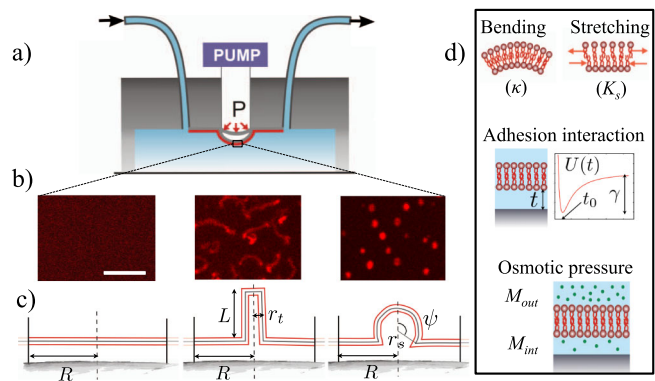 a)
PUMP
P
b)
c)
L
r_t
r_s
ψ
R
R
R
d)
Bending
Stretching
(κ)
(K_s)
Adhesion interaction
U(t)
t
t_0
γ
Osmotic pressure
M_out
M_int